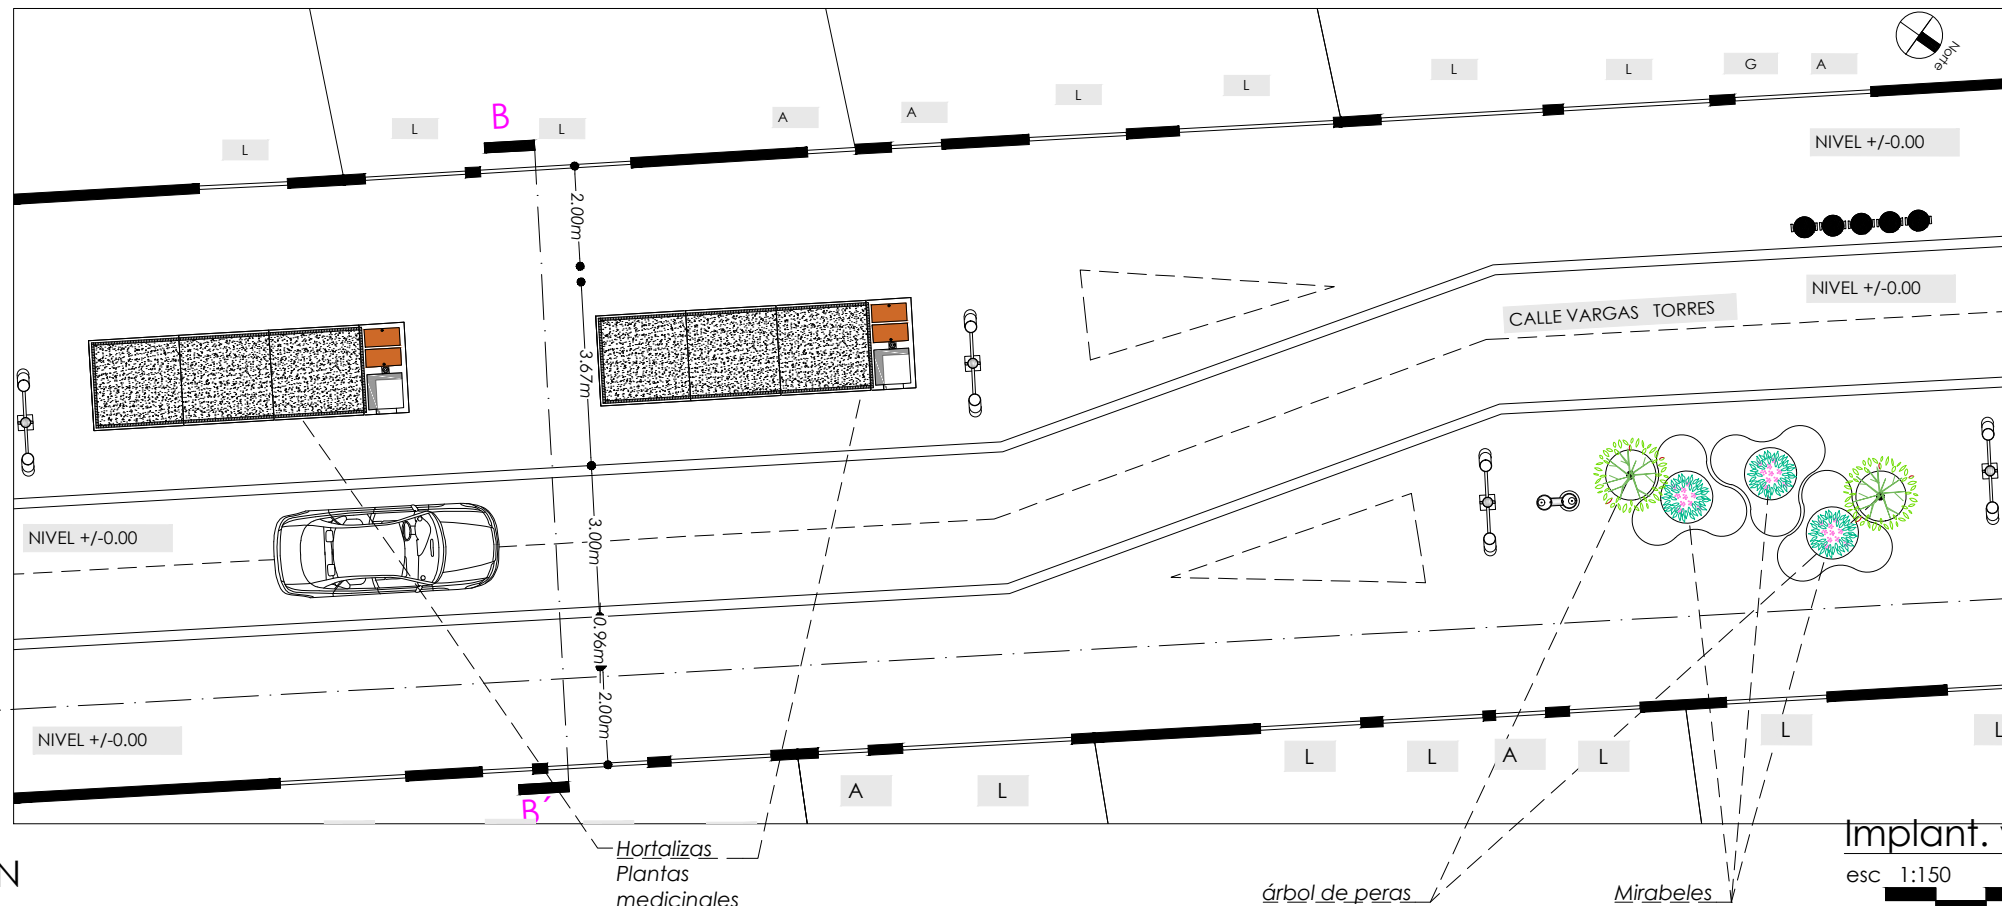 Norte
L
L
G
A
NIVEL +/-0.00
L
L
A
A
B
L
L
L
2.00m
NIVEL +/-0.00
CALLE VARGAS TORRES
3.67m
NIVEL +/-0.00
3.00m
0.96m
2.00m
NIVEL +/-0.00
L
L
L
L
A
L
A
L
B´
Hortalizas
Plantas
medicinales
árbol de peras
Mirabeles
Implant.
esc 1:150
N